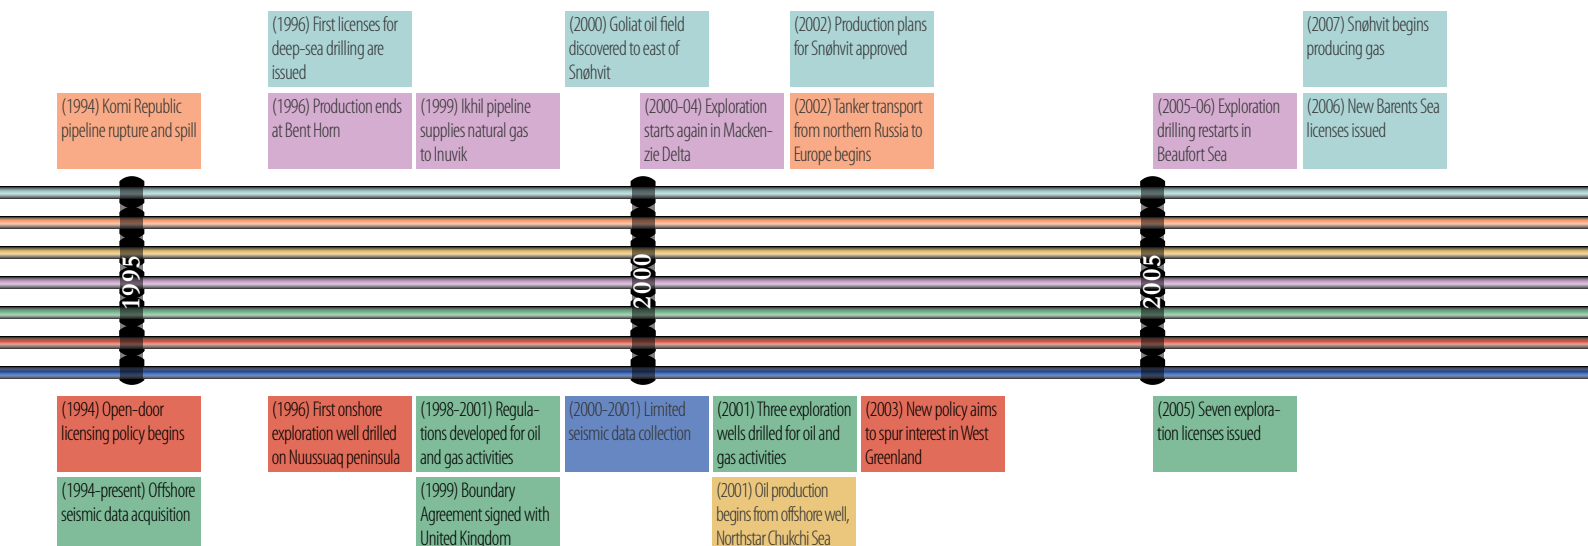 (1996) First licenses for
deep-sea drilling are
issued
(2000) Goliat oil field
discovered to east of
Snøhvit
(2002) Production plans
for Snøhvit approved
(2007) Snøhvit begins
producing gas
(1994) Komi Republic
pipeline rupture and spill
(1996) Production ends
at Bent Horn
(1999) Ikhil pipeline
supplies natural gas
to Inuvik
(2000-04) Exploration
starts again in Macken-
zie Delta
(2002) Tanker transport
from northern Russia to
Europe begins
(2005-06) Exploration
drilling restarts in
Beaufort Sea
(2006) New Barents Sea
licenses issued
1995
2000
2005
(1994) Open-door
licensing policy begins
(1996) First onshore
exploration well drilled
on Nuussuaq peninsula
(1998-2001) Regula-
tions developed for oil
and gas activities
(2000-2001) Limited
seismic data collection
(2001) Three exploration
wells drilled for oil and
gas activities
(2003) New policy aims
to spur interest in West
Greenland
(2005) Seven explora-
tion licenses issued
(1994-present) Offshore
seismic data acquisition
(1999) Boundary
Agreement signed with
United Kingdom
(2001) Oil production
begins from offshore well,
Northstar Chukchi Sea